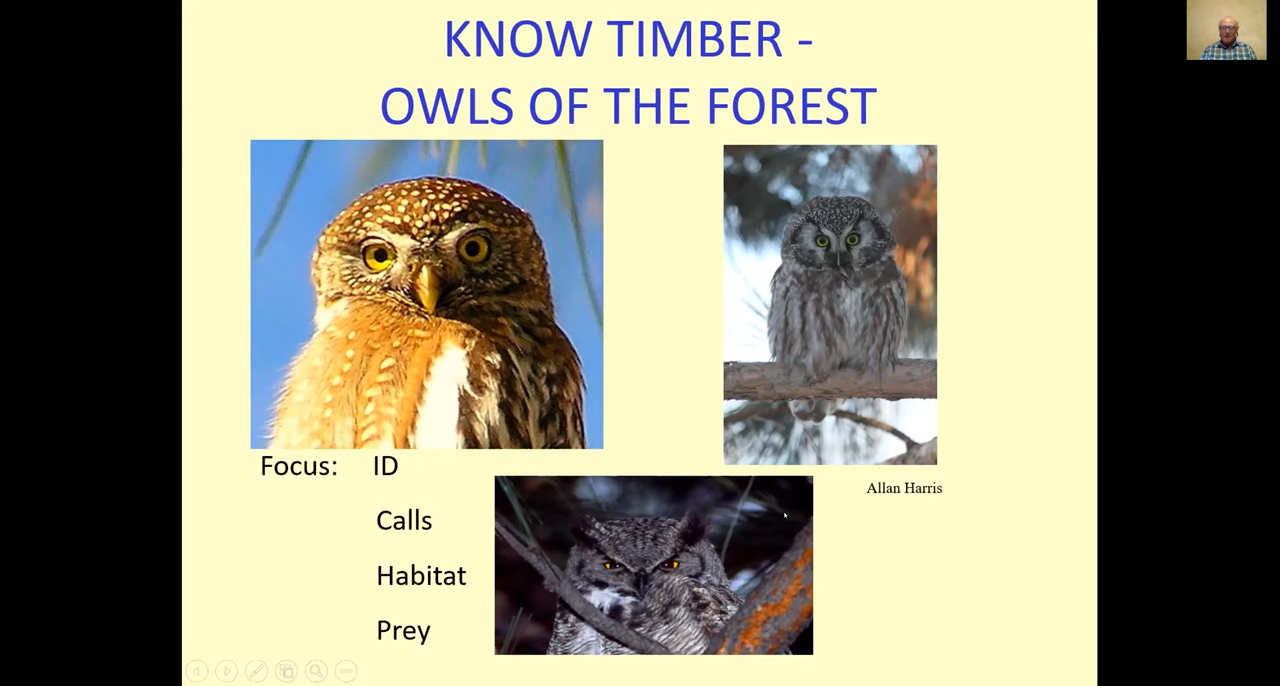 KNOW TIMBER -
OWLS OF THE FOREST
Focus: ID
Calls
Habitat
Prey
Allan Harris